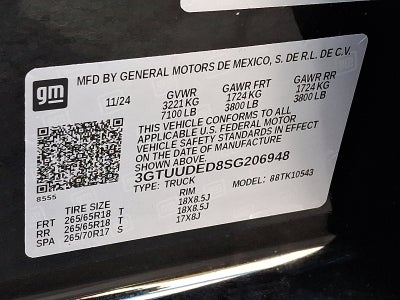 gm MFD BY GENERAL MOTORS DE MEXICO, S. DE R.L. DE C.V.
11/24 GVWR GAWR FRT GAWR RR
3221 KG 1724 KG 1724 KG
7100 LB 3800 LB 3800 LB
THIS VEHICLE CONFORMS TO ALL
APPLICABLE U.S. FEDERAL MOTOR
VEHICLE SAFETY STANDARDS IN EFFECT
ON THE DATE OF MANUFACTURE
SHOWN ABOVE.
3GTUUDED8SG206948
8555 TYPE: TRUCK MODEL: 88TK10543
TIRE SIZE RIM
FRT 265/65R18 T 18X8.5J
RR 265/65R18 T 18X8.5J
SPA 265/70R17 S 17X8J